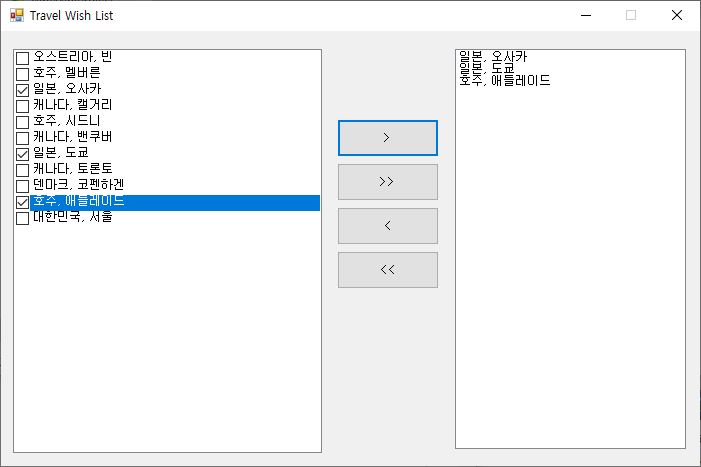 Travel Wish List
오스트리아, 빈
호주, 멜버른
일본, 오사카
캐나다, 캘거리
호주, 시드니
캐나다, 밴쿠버
일본, 도쿄
캐나다, 토론토
덴마크, 코펜하겐
호주, 애들레이드
대한민국, 서울
>
>>
<
<<
일본, 오사카
일본, 도쿄
호주, 애들레이드